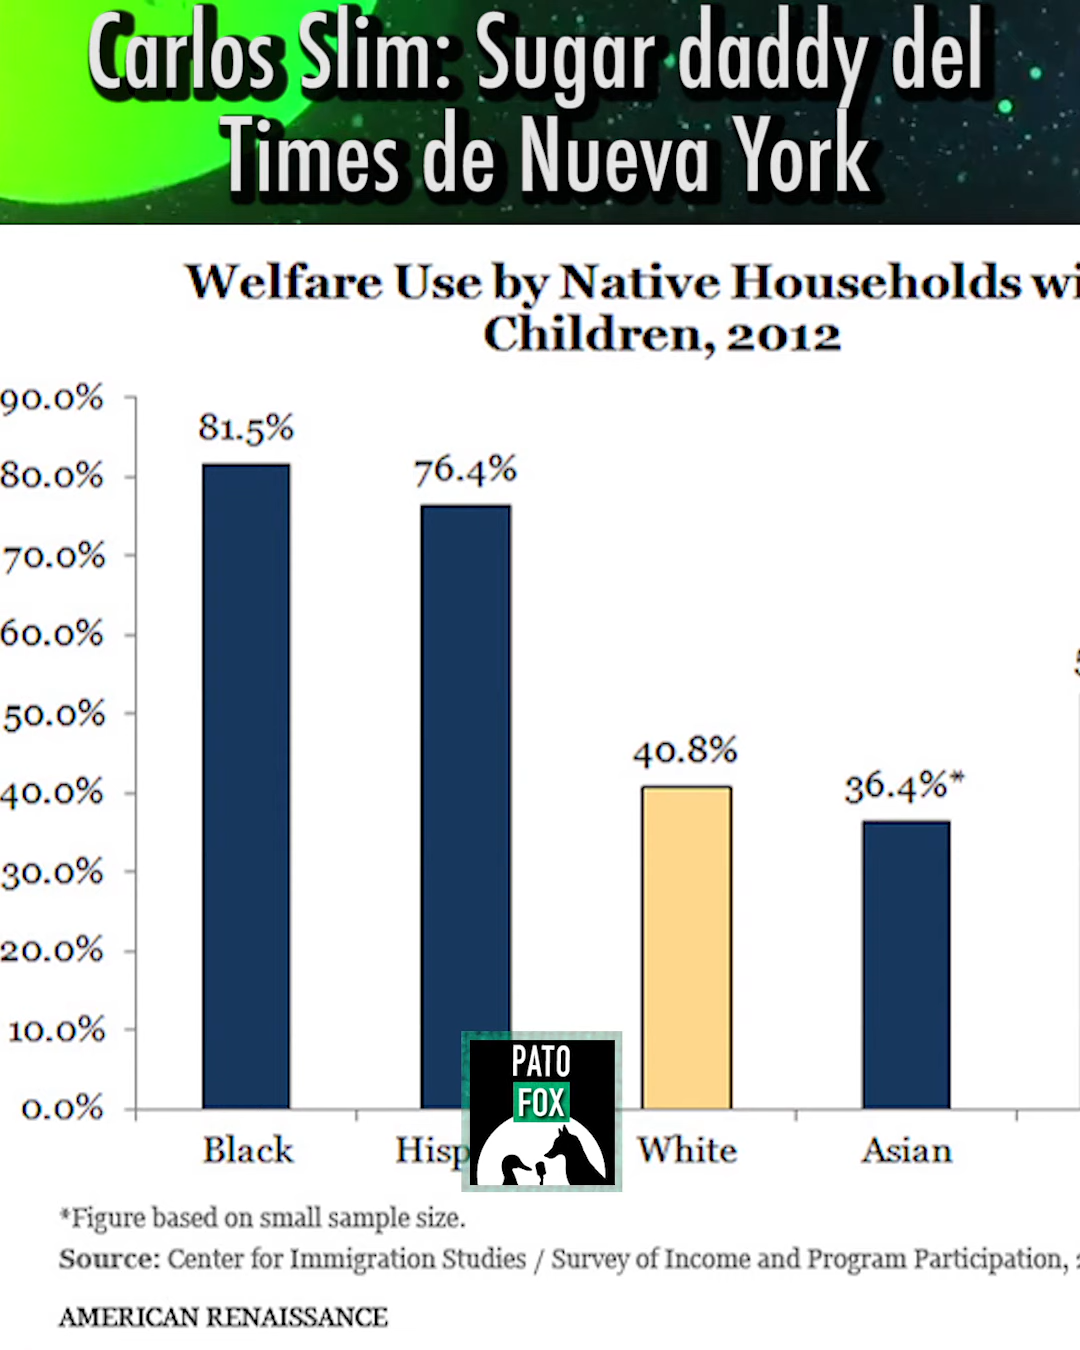 Carlos Slim: Sugar daddy del
Times de Nueva York
Welfare Use by Native Households
Children, 2012
90.0%
81.5%
80.0%
76.4%
70.0%
60.0%
50.0%
40.8%
40.0%
36.4%*
30.0%
20.0%
10.0%
0.0%
PATO
FOX
Black
Hisp
White
Asian
*Figure based on small sample size.
Source: Center for Immigration Studies / Survey of Income and Program Participation,
AMERICAN RENAISSANCE